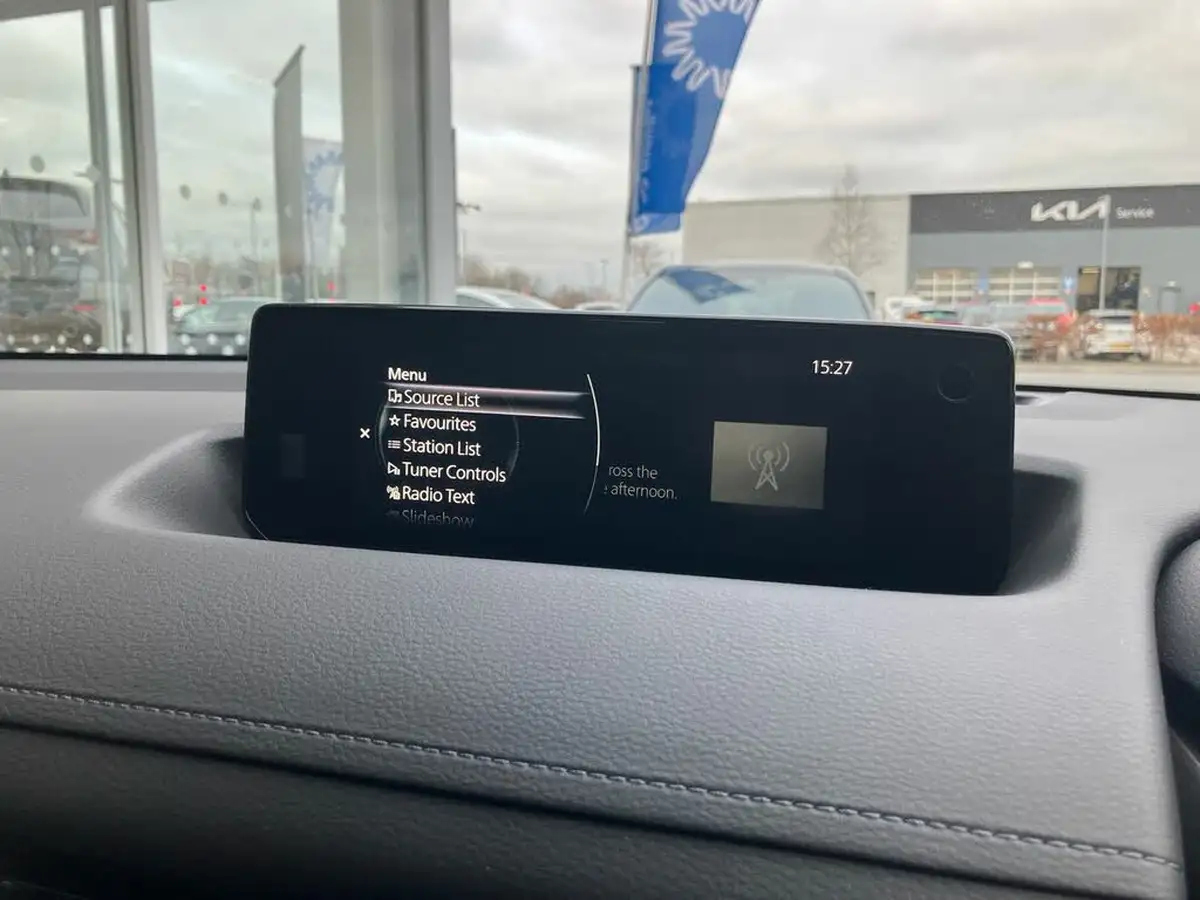 KIA Service
Menu
15:27
Source List
Favourites
Station List
Tuner Controls
ross the
Radio Text
afternoon.
Slideshow